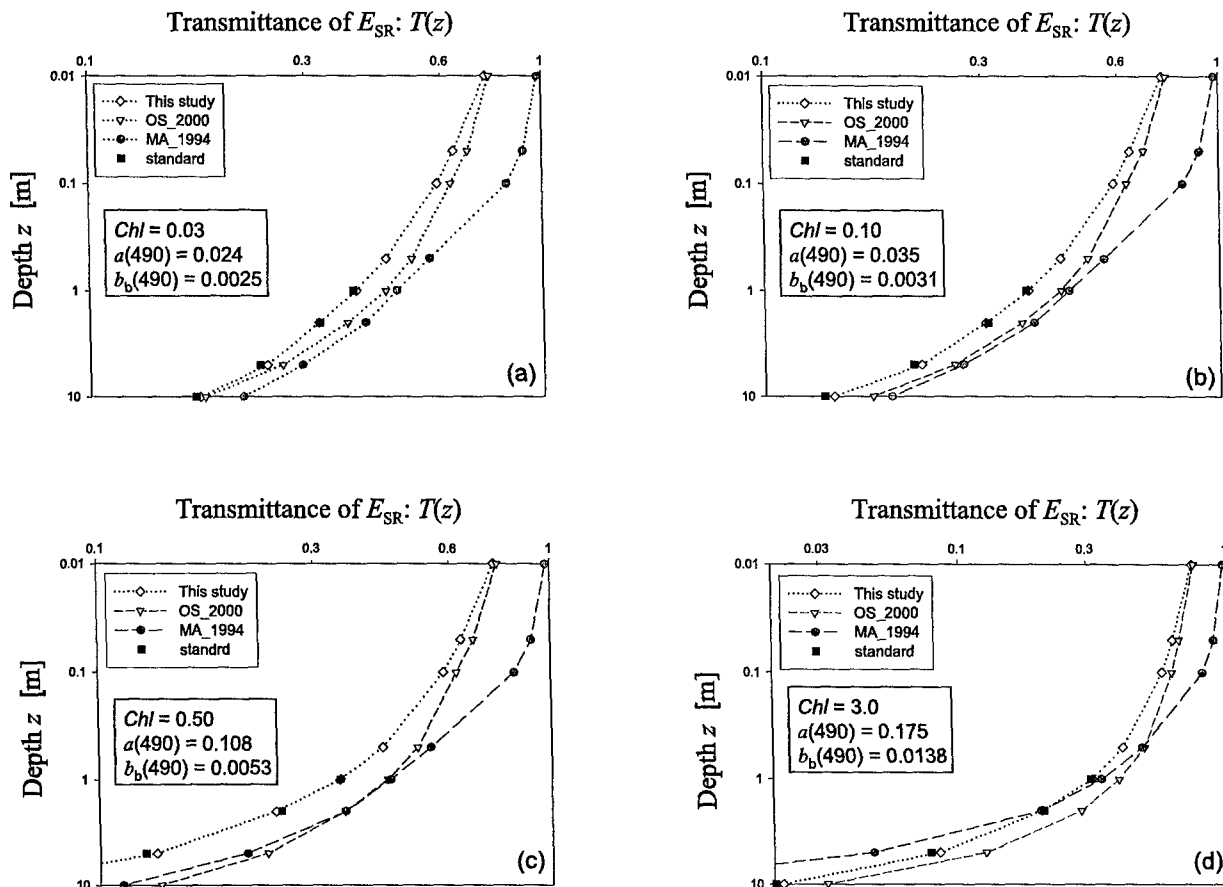 Transmittance of E_SR: T(z)
0.1 0.3 0.6 1
0.01
0.1
1
10
Depth z [m]
This study
OS_2000
MA_1994
standard
Chl = 0.03
a(490) = 0.024
b_b(490) = 0.0025
(a)
Transmittance of E_SR: T(z)
0.1 0.3 0.6 1
0.01
0.1
1
10
Depth z [m]
This study
OS_2000
MA_1994
standard
Chl = 0.10
a(490) = 0.035
b_b(490) = 0.0031
(b)
Transmittance of E_SR: T(z)
0.1 0.3 0.6 1
0.01
0.1
1
10
Depth z [m]
This study
OS_2000
MA_1994
standrd
Chl = 0.50
a(490) = 0.108
b_b(490) = 0.0053
(c)
Transmittance of E_SR: T(z)
0.03 0.1 0.3 1
0.01
0.1
1
10
Depth z [m]
This study
OS_2000
MA_1994
standard
Chl = 3.0
a(490) = 0.175
b_b(490) = 0.0138
(d)